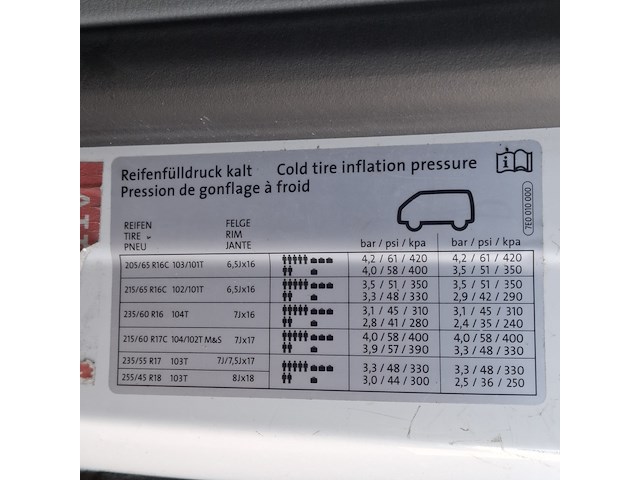 Reifenfülldruck kalt Cold tire inflation pressure
Pression de gonflage à froid
7E0 010 000
REIFEN FELGE
TIRE RIM
PNEU JANTE
bar / psi / kpa bar / psi / kpa
205/65 R16C 103/101T 6,5Jx16 4,2 / 61 / 420 4,2 / 61 / 420
4,0 / 58 / 400 3,5 / 51 / 350
215/65 R16C 102/101T 6,5Jx16 3,5 / 51 / 350 3,5 / 51 / 350
3,3 / 48 / 330 2,9 / 42 / 290
235/60 R16 104T 7Jx16 3,1 / 45 / 310 3,1 / 45 / 310
2,8 / 41 / 280 2,4 / 35 / 240
215/60 R17C 104/102T M&S 7Jx17 4,0 / 58 / 400 4,0 / 58 / 400
3,9 / 57 / 390 3,3 / 48 / 330
235/55 R17 103T 7J/7,5Jx17 3,3 / 48 / 330 3,3 / 48 / 330
255/45 R18 103T 8Jx18 3,0 / 44 / 300 2,5 / 36 / 250